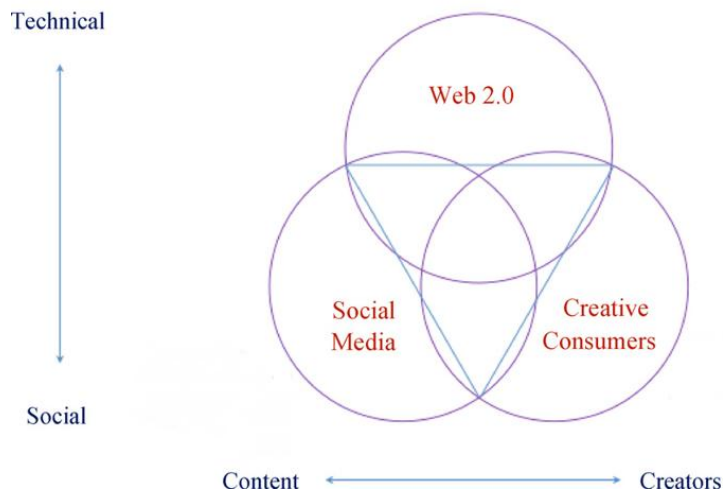 Technical
Web 2.0
Social
Media
Creative
Consumers
Social
Content
Creators